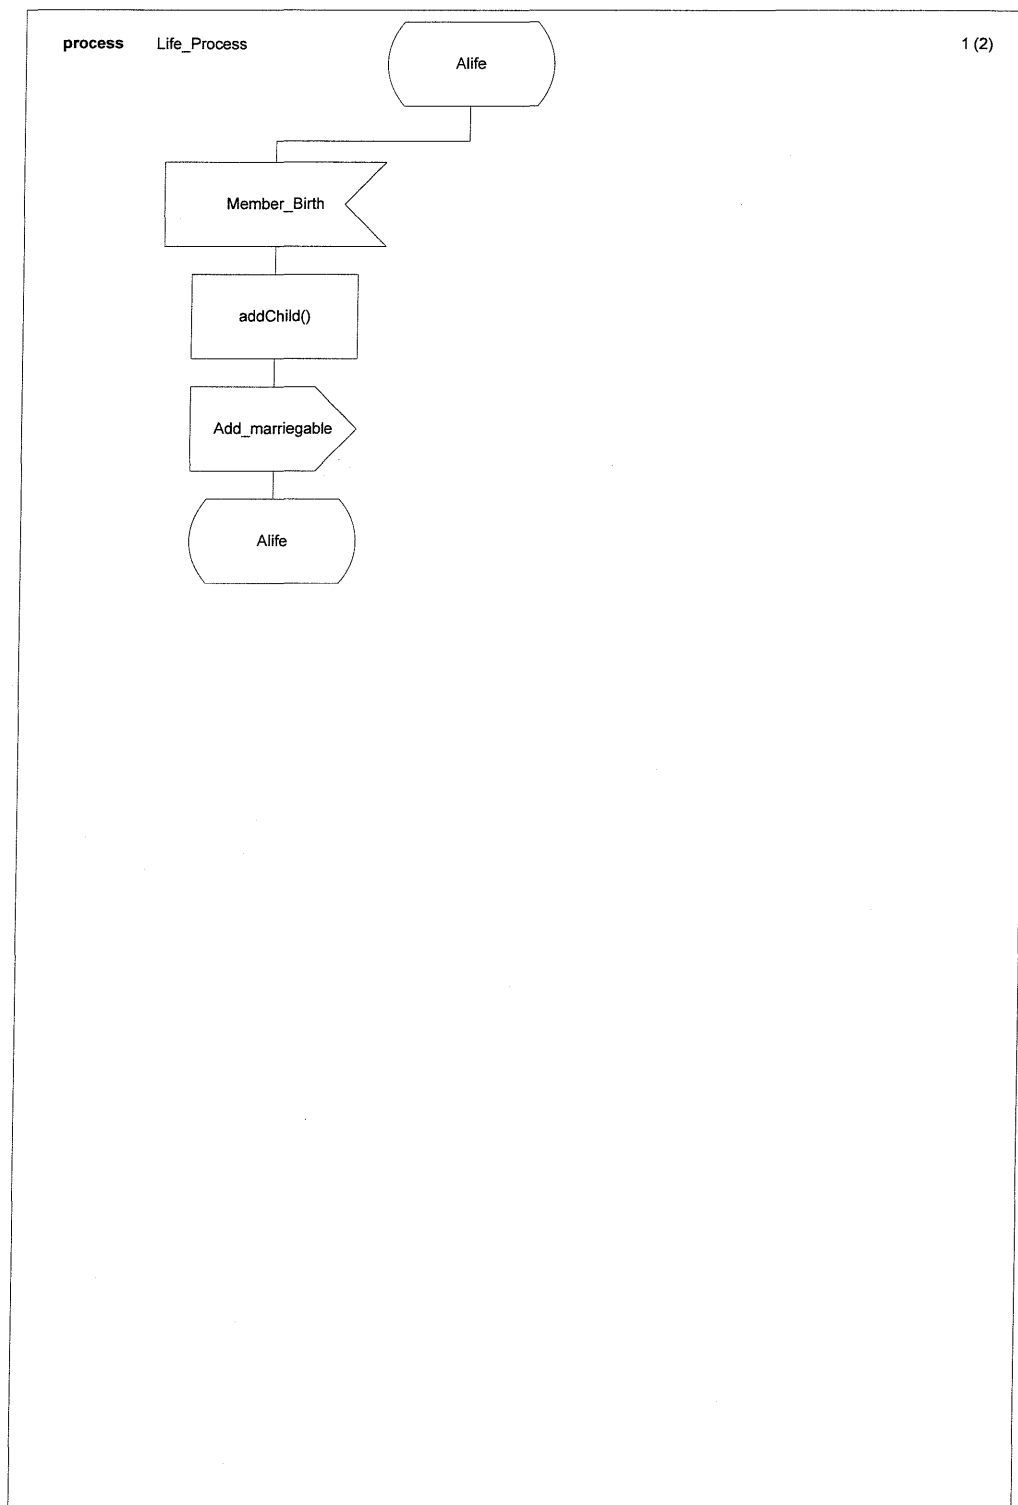 process Life_Process 1 (2)
Alife
Member_Birth
addChild()
Add_marriegable
Alife